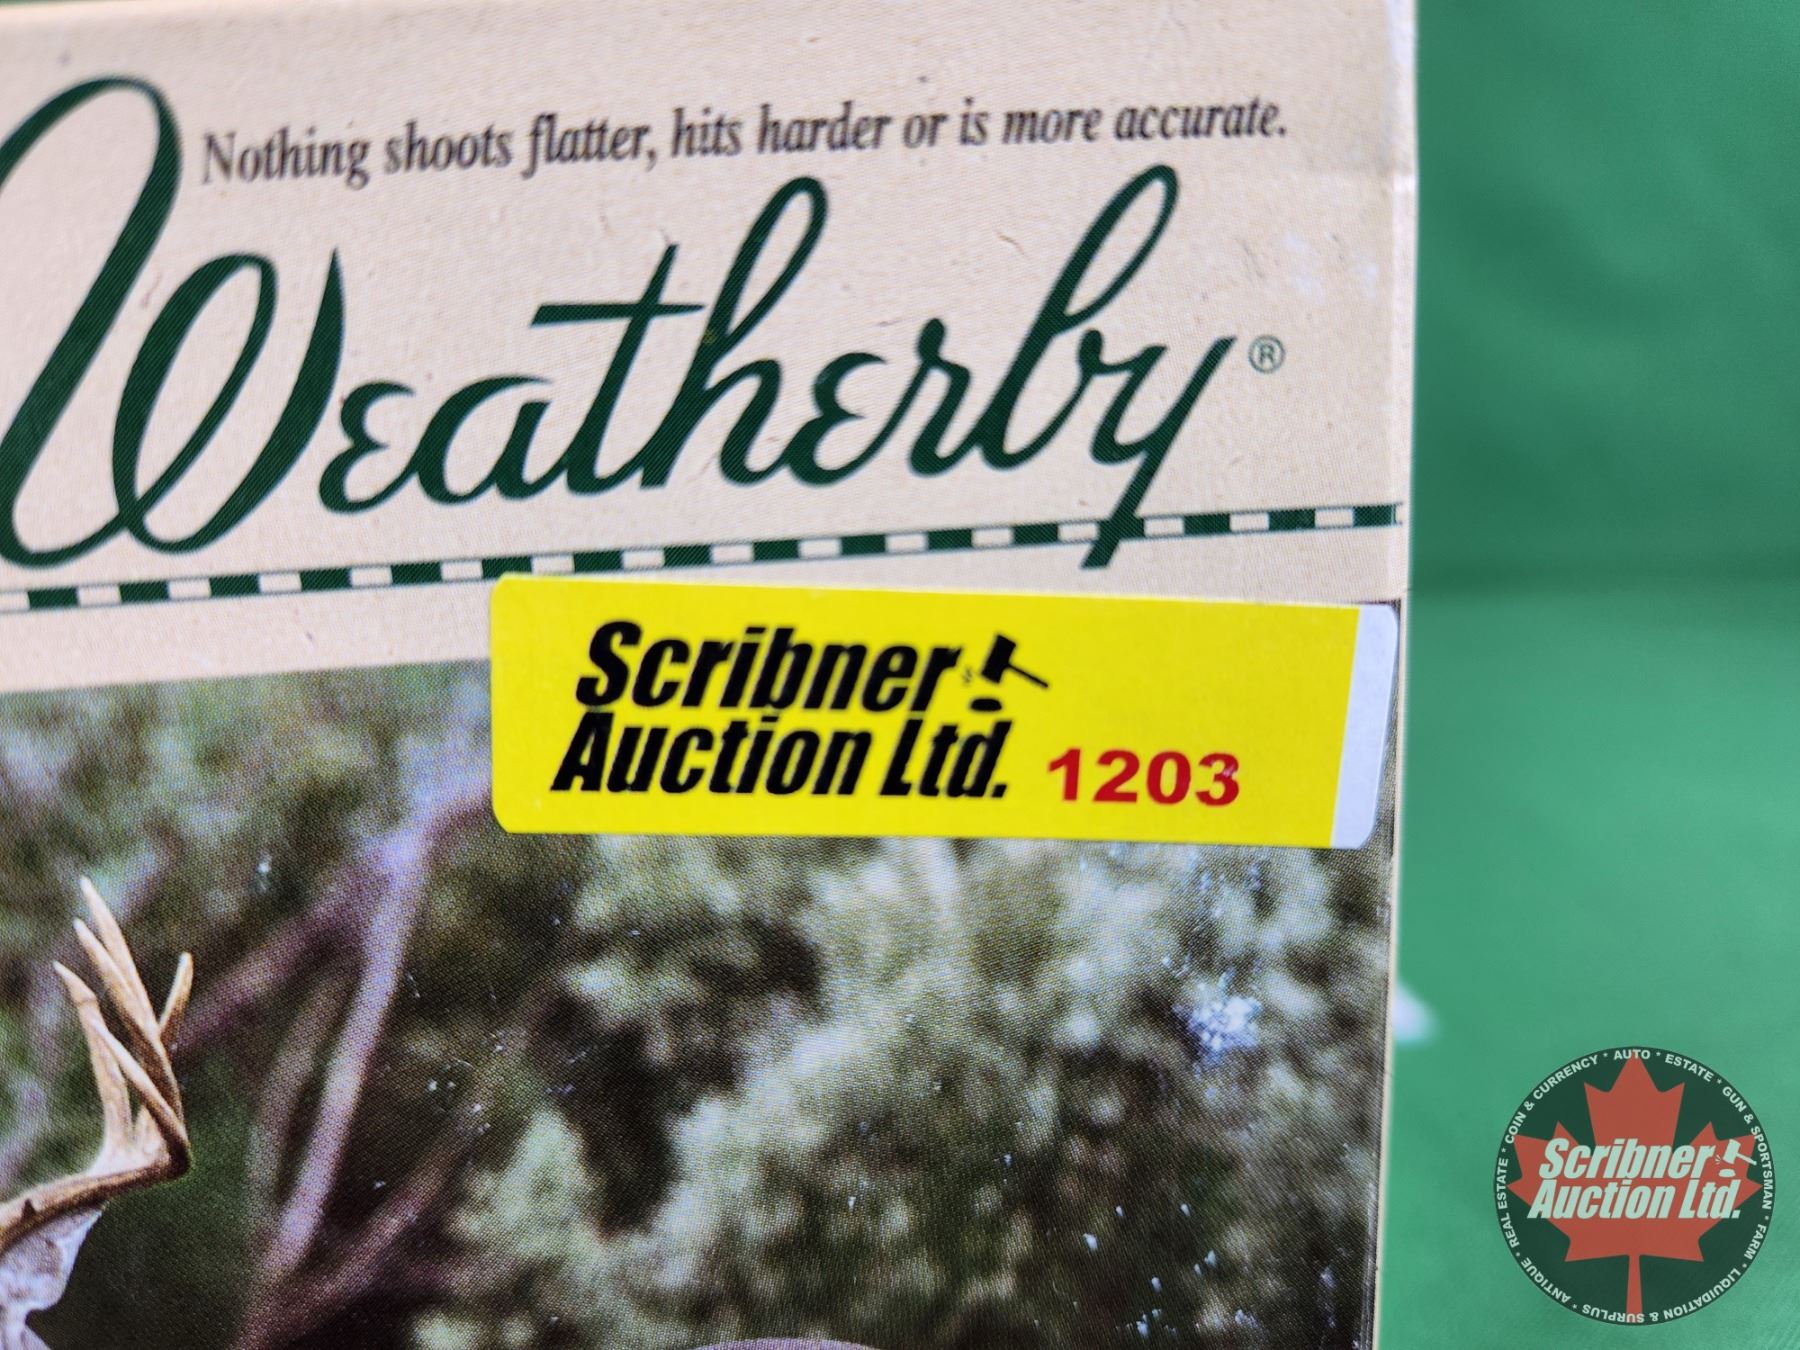 Nothing shoots flatter, hits harder or is more accurate.
Weatherby®
Scribner
Auction Ltd. 1203
COIN & CURRENCY * AUTO * ESTATE * GUN & SPORTSMAN * FARM * LIQUIDATION & SURPLUS * ANTIQUE * REAL ESTATE *
Scribner
Auction Ltd.